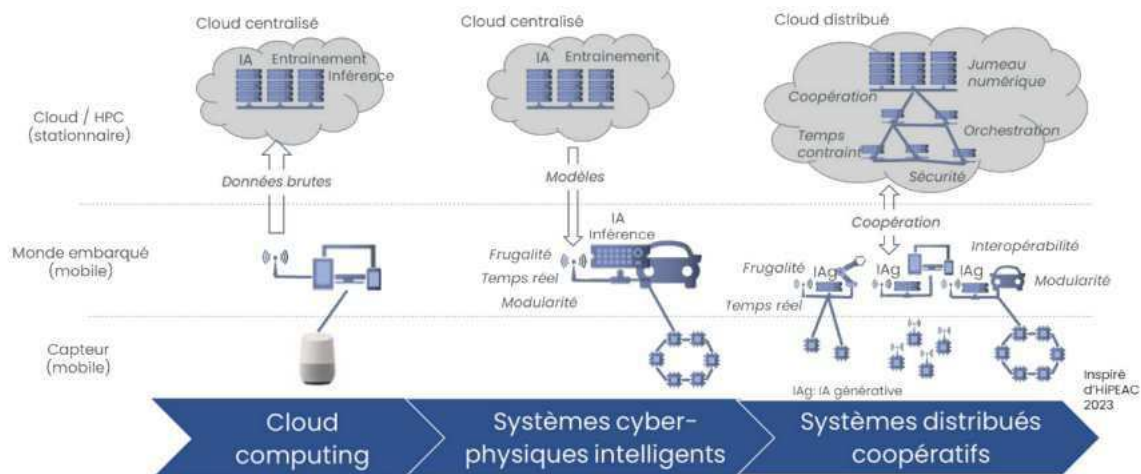 Cloud centralisé
IA Entrainement
Inférence
Cloud centralisé
IA Entrainement
Cloud distribué
Jumeau
numérique
Coopération
Orchestration
Temps
contraint
Sécurité
Cloud / HPC
(stationnaire)
Données brutes
Modèles
Coopération
Monde embarqué
(mobile)
IA
Inférence
Frugalité
Temps réel
Modularité
Interopérabilité
Frugalité
IAg
IAg
IAg
Modularité
Temps réel
Capteur
(mobile)
IAg: IA générative
Inspiré
d'HiPEAC
2023
Cloud
computing
Systèmes cyber-
physiques intelligents
Systèmes distribués
coopératifs